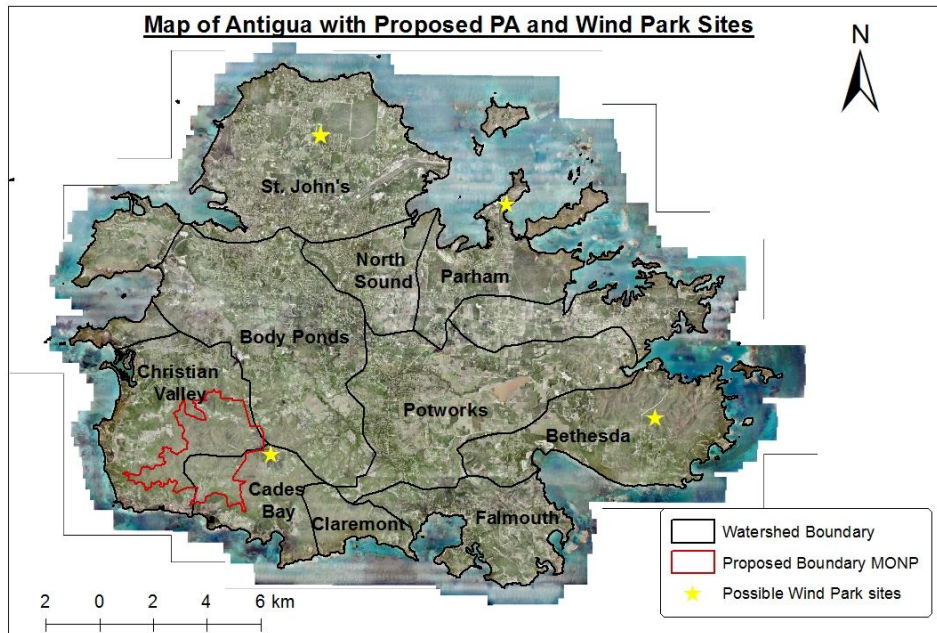 Map of Antigua with Proposed PA and Wind Park Sites
N
St. John's
North
Sound
Parham
Body Ponds
Christian
Valley
Potworks
Bethesda
Cades
Bay
Claremont
Falmouth
Watershed Boundary
Proposed Boundary MONP
Possible Wind Park sites
2 0 2 4 6 km